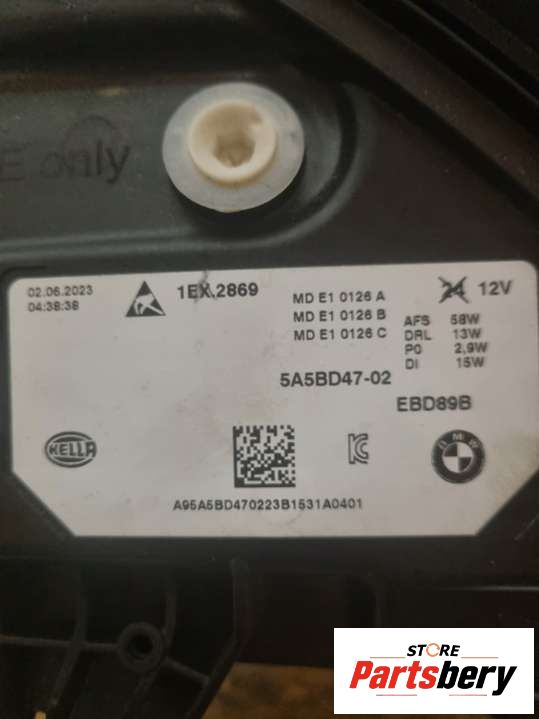 E only
02.06.2023
04:38:38
1EX.2869
MD E1 0126 A
MD E1 0126 B
MD E1 0126 C
24 12V
AFS 58W
DRL 13W
PO 2,9W
DI 15W
5A5BD47-02
EBD89B
HELLA
BMW
A95A5BD470223B1531A0401
STORE
Partsbery